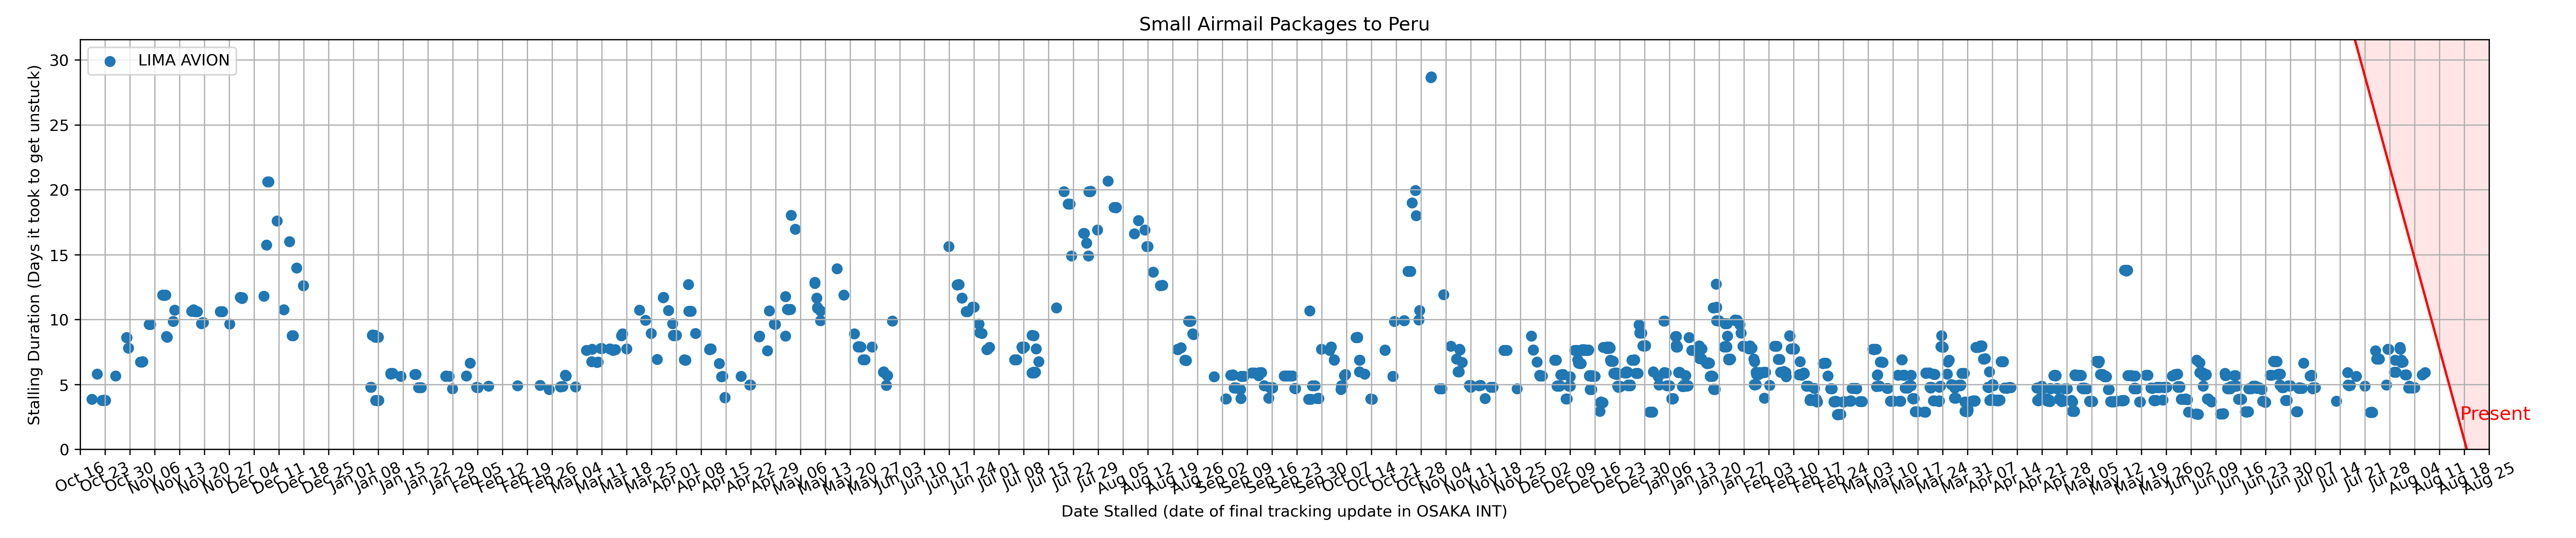 Small Airmail Packages to Peru
LIMA AVION
30
25
20
15
10
5
0
Stalling Duration (Days it took to get unstuck)
Present
Oct 16
Oct 23
Oct 30
Nov 06
Nov 13
Nov 20
Nov 27
Dec 04
Dec 11
Dec 18
Dec 25
Jan 01
Jan 08
Jan 15
Jan 22
Jan 29
Feb 05
Feb 12
Feb 19
Feb 26
Mar 04
Mar 11
Mar 18
Mar 25
Apr 01
Apr 08
Apr 15
Apr 22
Apr 29
May 06
May 13
May 20
May 27
Jun 03
Jun 10
Jun 17
Jun 24
Jul 01
Jul 08
Jul 15
Jul 22
Jul 29
Aug 05
Aug 12
Aug 19
Aug 26
Sep 02
Sep 09
Sep 16
Sep 23
Sep 30
Oct 07
Oct 14
Oct 21
Oct 28
Nov 04
Nov 11
Nov 18
Nov 25
Dec 02
Dec 09
Dec 16
Dec 23
Dec 30
Jan 06
Jan 13
Jan 20
Jan 27
Feb 03
Feb 10
Feb 17
Feb 24
Mar 03
Mar 10
Mar 17
Mar 24
Mar 31
Apr 07
Apr 14
Apr 21
Apr 28
May 05
May 12
May 19
May 26
Jun 02
Jun 09
Jun 16
Jun 23
Jun 30
Jul 07
Jul 14
Jul 21
Jul 28
Aug 04
Aug 11
Aug 18
Aug 25
Date Stalled (date of final tracking update in OSAKA INT)